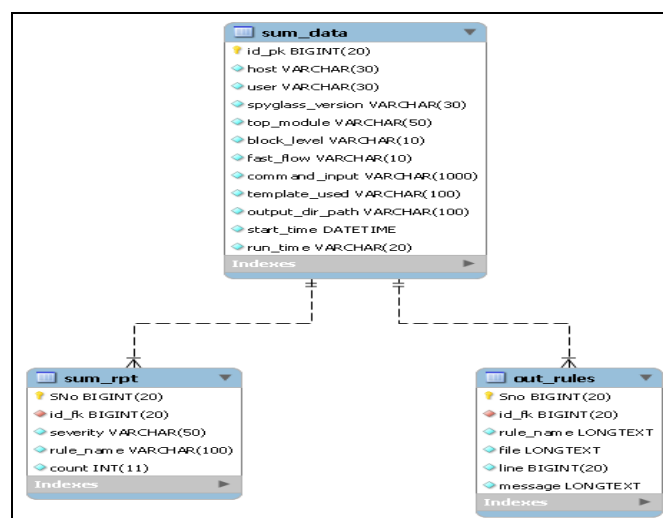 sum_data
id_pk BIGINT(20)
host VARCHAR(30)
user VARCHAR(30)
spyglass_version VARCHAR(30)
top_module VARCHAR(50)
block_level VARCHAR(10)
fast_flow VARCHAR(10)
command_input VARCHAR(1000)
template_used VARCHAR(100)
output_dir_path VARCHAR(100)
start_time DATETIME
run_time VARCHAR(20)
Indexes
sum_rpt
SNo BIGINT(20)
id_fk BIGINT(20)
severity VARCHAR(50)
rule_name VARCHAR(100)
count INT(11)
Indexes
out_rules
Sno BIGINT(20)
id_fk BIGINT(20)
rule_name LONGTEXT
file LONGTEXT
line BIGINT(20)
message LONGTEXT
Indexes